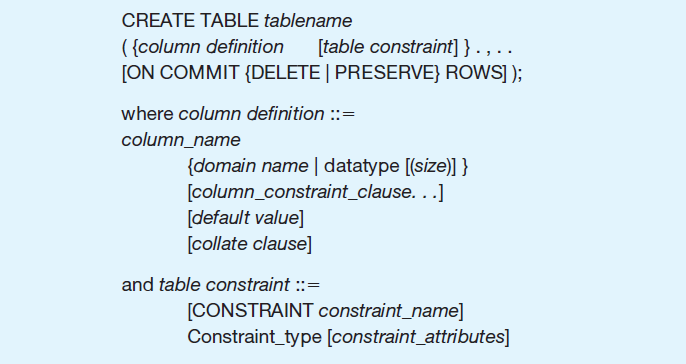 CREATE TABLE tablename
( {column definition [table constraint] } . , . .
[ON COMMIT {DELETE | PRESERVE} ROWS] );
where column definition ::=
column_name
{domain name | datatype [(size)] }
[column_constraint_clause. . .]
[default value]
[collate clause]
and table constraint ::=
[CONSTRAINT constraint_name]
Constraint_type [constraint_attributes]